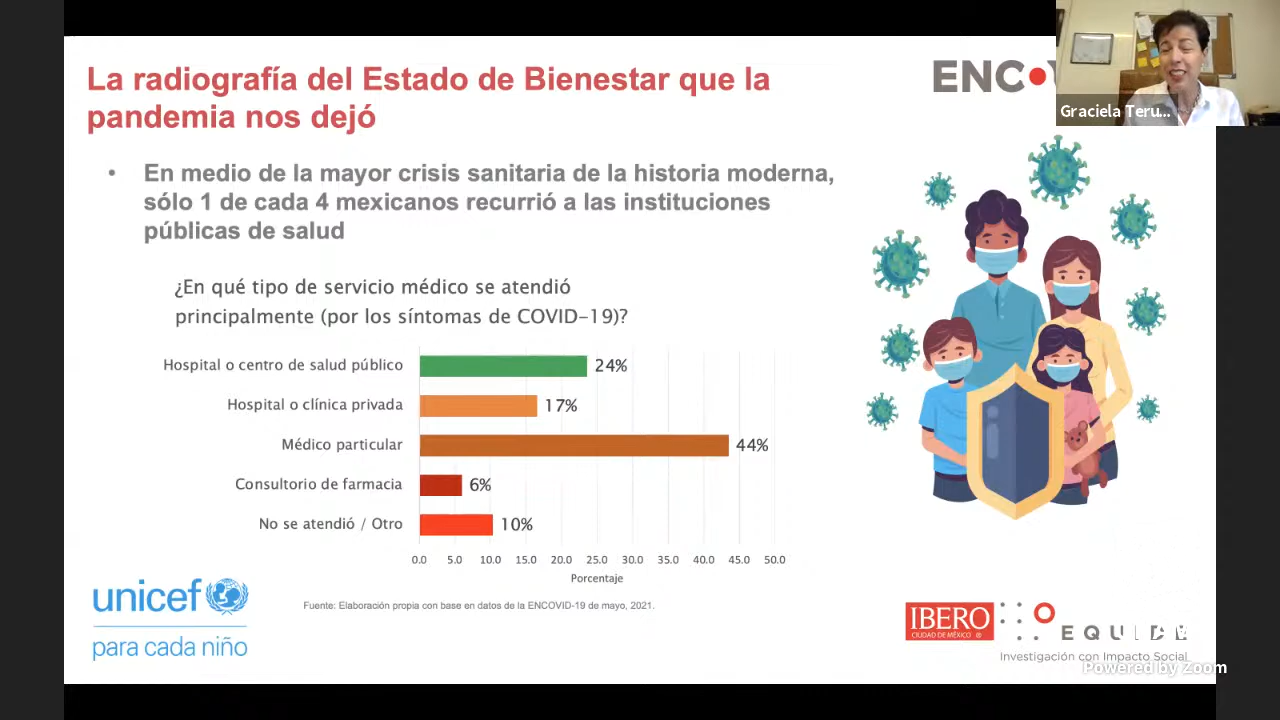 La radiografía del Estado de Bienestar que la
pandemia nos dejó
ENC
Graciela Teru...
• En medio de la mayor crisis sanitaria de la historia moderna,
sólo 1 de cada 4 mexicanos recurrió a las instituciones
públicas de salud
¿En qué tipo de servicio médico se atendió
principalmente (por los síntomas de COVID-19)?
Hospital o centro de salud público 24%
Hospital o clínica privada 17%
Médico particular 44%
Consultorio de farmacia 6%
No se atendió / Otro 10%
0.0 5.0 10.0 15.0 20.0 25.0 30.0 35.0 40.0 45.0 50.0
Porcentaje
Fuente: Elaboración propia con base en datos de la ENCOVID-19 de mayo, 2021.
unicef
para cada niño
IBERO
CIUDAD DE MÉXICO ®
Investigación con Impacto Social
Powered by Zoom